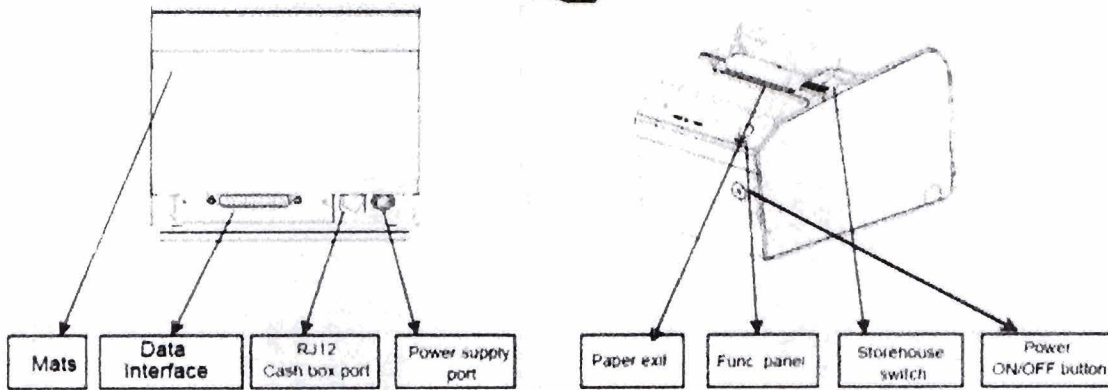 Mats
Data
Interface
RJ12
Cash box port
Power supply
port
Paper exit
Func panel
Storehouse
switch
Power
ON/OFF button